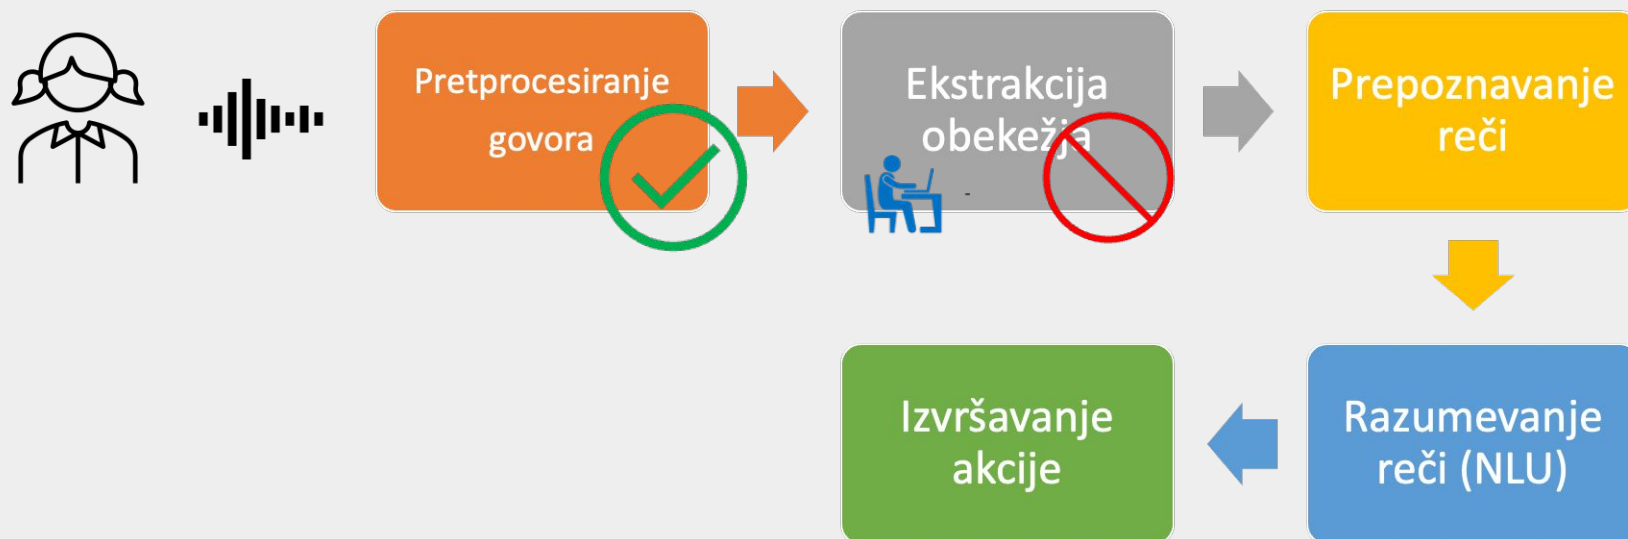 Pretprocesiranje
govora
Ekstrakcija
obekežja
-
Prepoznavanje
reči
Razumevanje
reči (NLU)
Izvršavanje
akcije